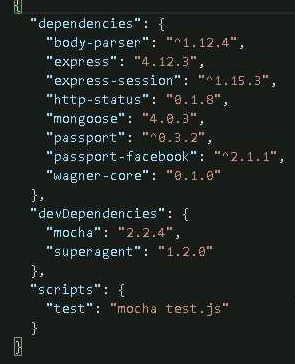 {
"dependencies": {
"body-parser": "^1.12.4",
"express": "4.12.3",
"express-session": "^1.15.3",
"http-status": "0.1.8",
"mongoose": "4.0.3",
"passport": "^0.3.2",
"passport-facebook": "^2.1.1",
"wagner-core": "0.1.0"
},
"devDependencies": {
"mocha": "2.2.4",
"superagent": "1.2.0"
},
"scripts": {
"test": "mocha test.js"
}
}